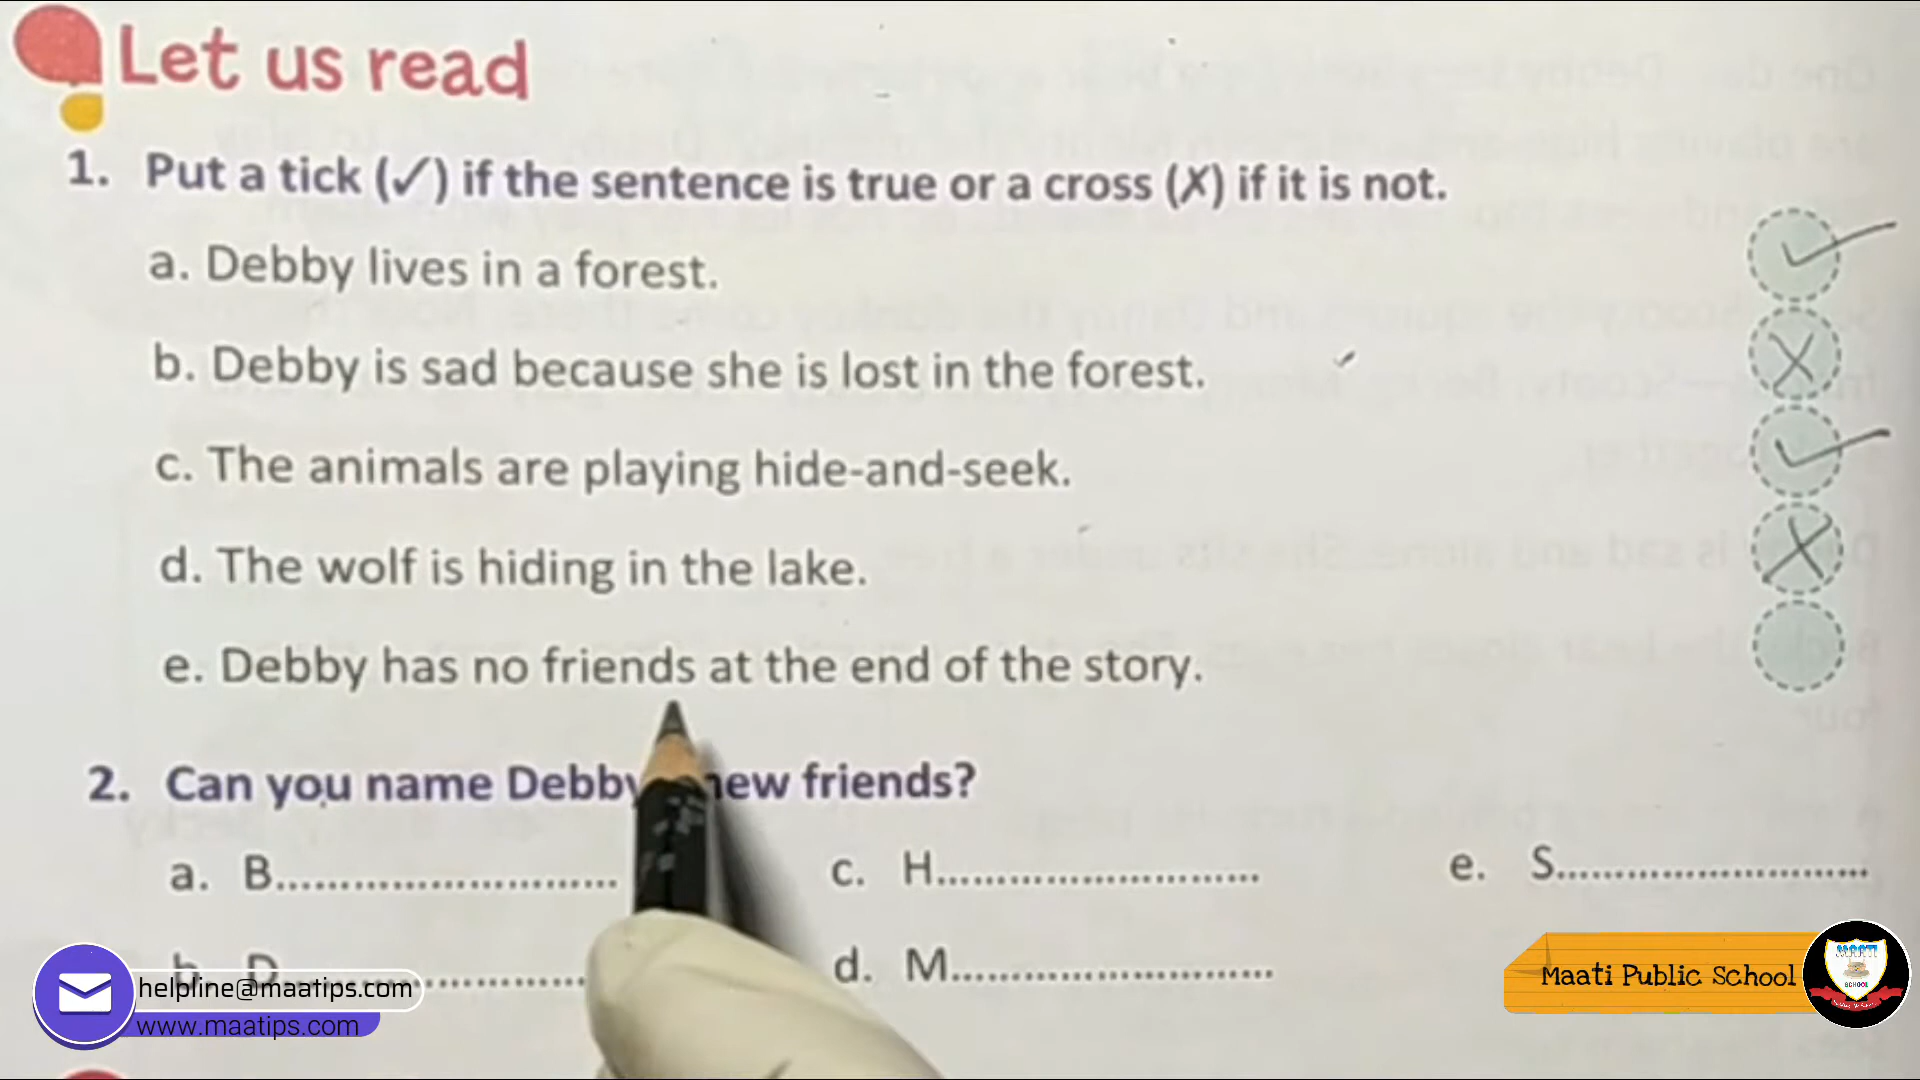 Let us read
1. Put a tick (✓) if the sentence is true or a cross (✗) if it is not.
a. Debby lives in a forest. ✓
b. Debby is sad because she is lost in the forest. ✗
c. The animals are playing hide-and-seek. ✓
d. The wolf is hiding in the lake. ✗
e. Debby has no friends at the end of the story.
2. Can you name Debby new friends?
a. B........................... c. H........................... e. S...........................
b. D........................... d. M...........................
helpline@maatips.com
www.maatips.com
Maati Public School
MAATI
SCHOOL